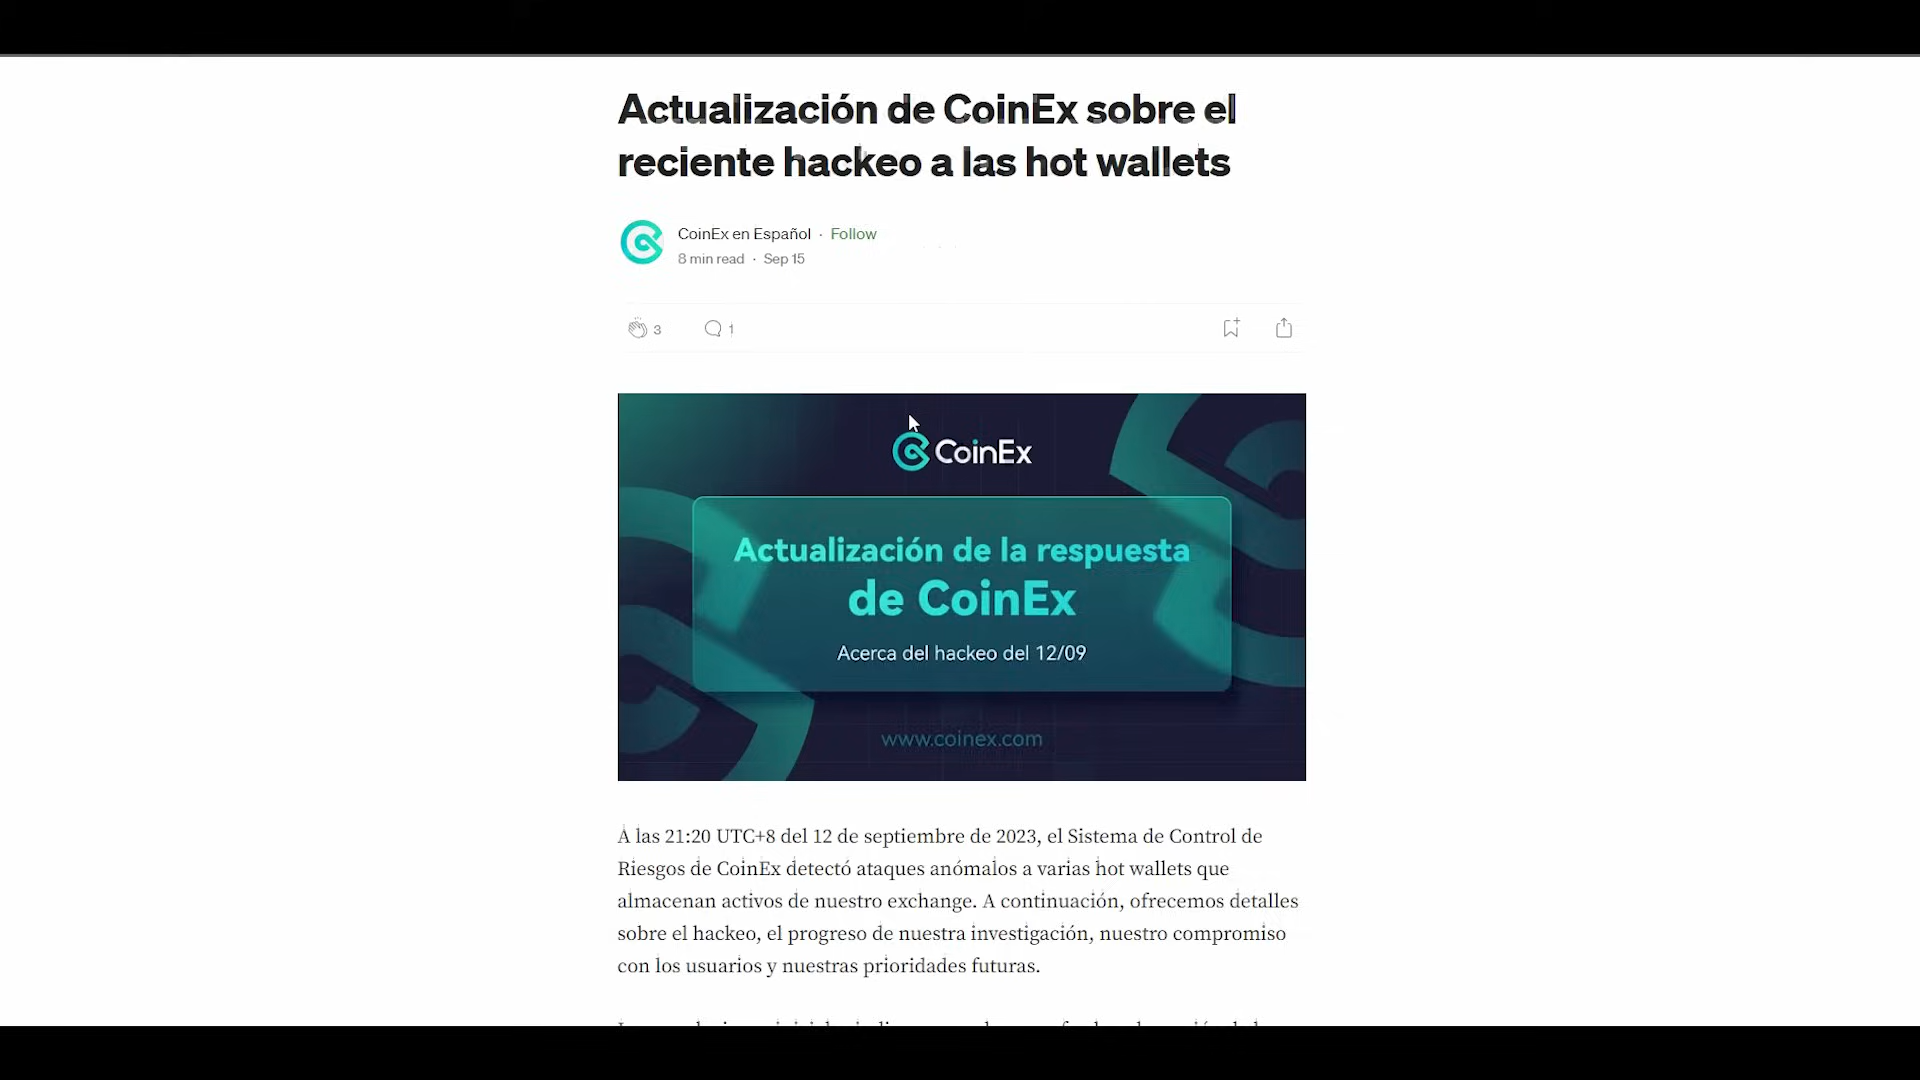 Actualización de CoinEx sobre el
reciente hackeo a las hot wallets
CoinEx en Español · Follow
8 min read · Sep 15
3
1
CoinEx
Actualización de la respuesta
de CoinEx
Acerca del hackeo del 12/09
www.coinex.com
A las 21:20 UTC+8 del 12 de septiembre de 2023, el Sistema de Control de
Riesgos de CoinEx detectó ataques anómalos a varias hot wallets que
almacenan activos de nuestro exchange. A continuación, ofrecemos detalles
sobre el hackeo, el progreso de nuestra investigación, nuestro compromiso
con los usuarios y nuestras prioridades futuras.